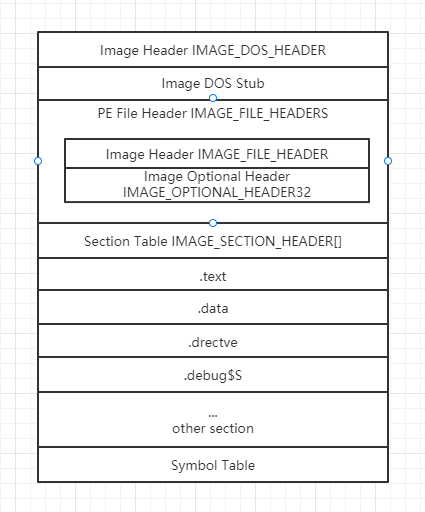 Image Header IMAGE_DOS_HEADER
Image DOS Stub
PE File Header IMAGE_FILE_HEADERS
Image Header IMAGE_FILE_HEADER
Image Optional Header
IMAGE_OPTIONAL_HEADER32
Section Table IMAGE_SECTION_HEADER[]
.text
.data
.drectve
.debug$S
...
other section
Symbol Table